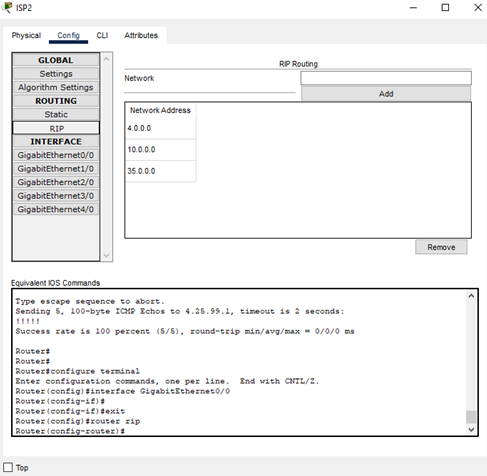 ISP2
Physical Config CLI Attributes
GLOBAL
Settings
Algorithm Settings
ROUTING
Static
RIP
INTERFACE
GigabitEthernet0/0
GigabitEthernet1/0
GigabitEthernet2/0
GigabitEthernet3/0
GigabitEthernet4/0
RIP Routing
Network
Add
Network Address
4.0.0.0
10.0.0.0
35.0.0.0
Remove
Equivalent IOS Commands
Type escape sequence to abort.
Sending 5, 100-byte ICMP Echos to 4.25.99.1, timeout is 2 seconds:
!!!!!
Success rate is 100 percent (5/5), round-trip min/avg/max = 0/0/0 ms
Router#
Router#
Router#configure terminal
Enter configuration commands, one per line. End with CNTL/Z.
Router(config)#interface GigabitEthernet0/0
Router(config-if)#
Router(config-if)#exit
Router(config)#router rip
Router(config-router)#
Top